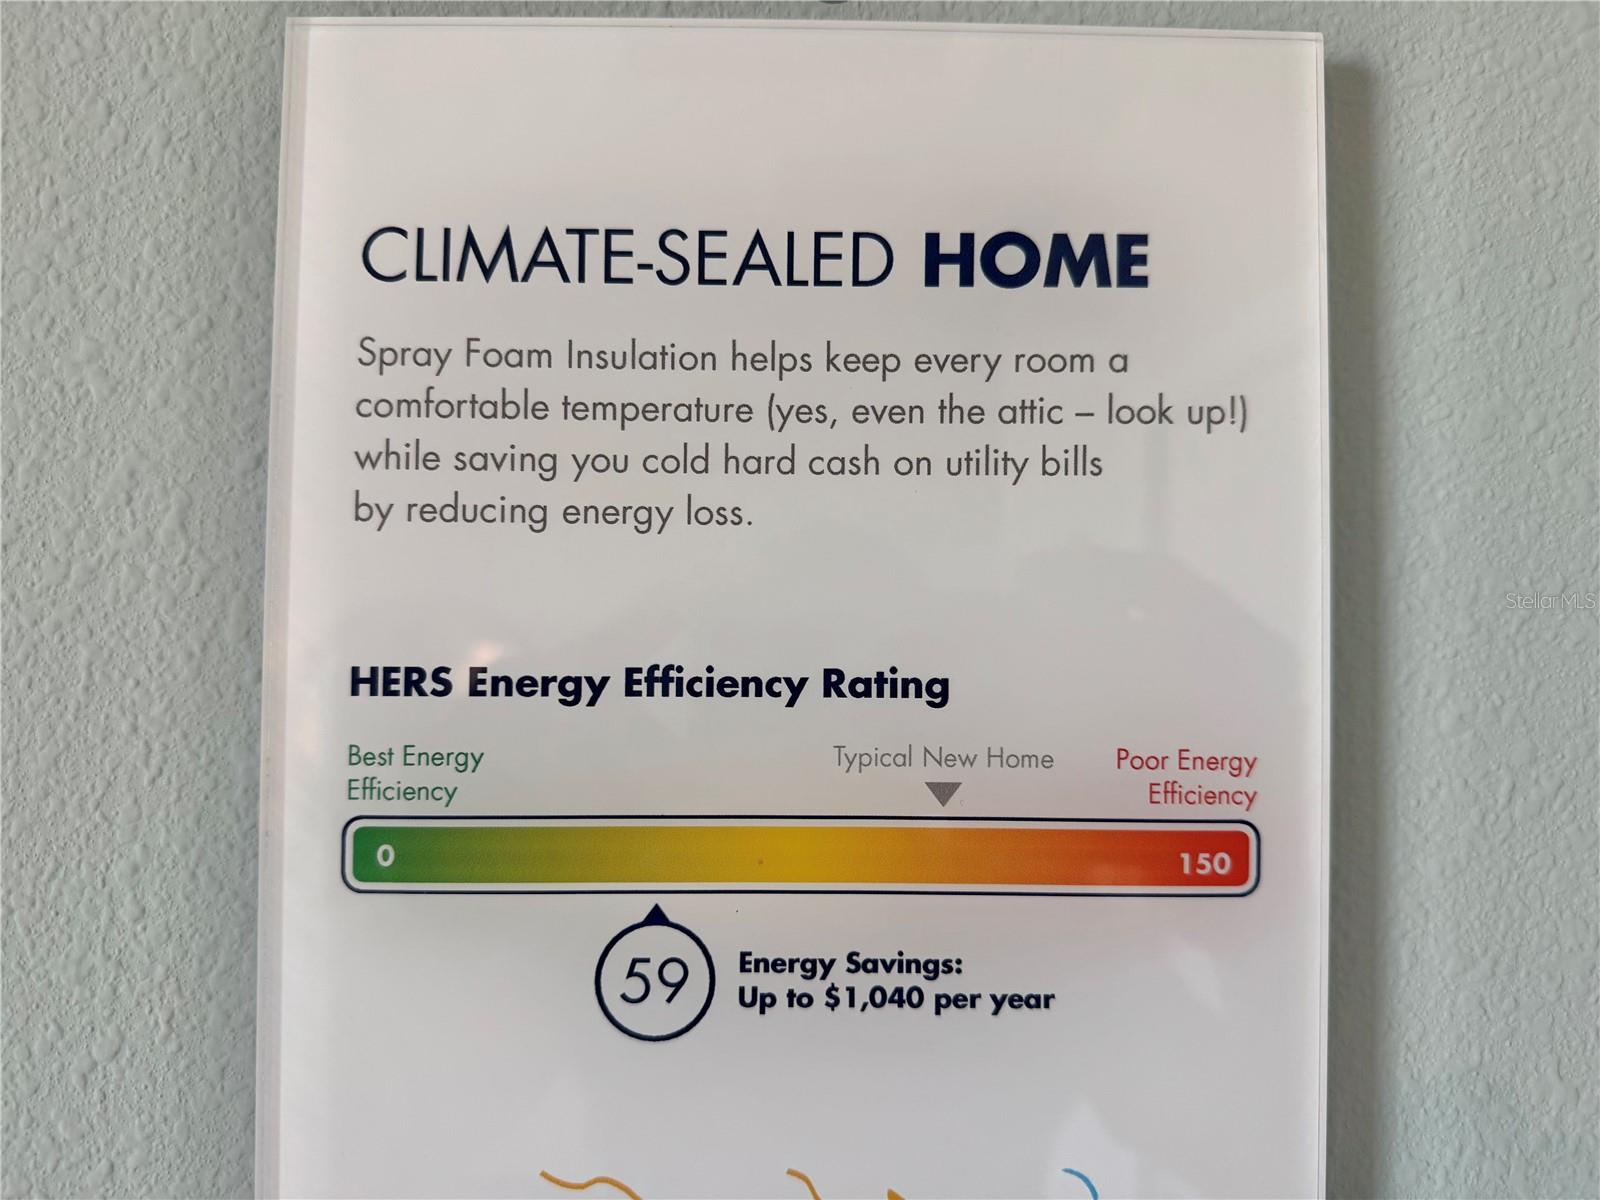 CLIMATE-SEALED HOME
Spray Foam Insulation helps keep every room a
comfortable temperature (yes, even the attic – look up!)
while saving you cold hard cash on utility bills
by reducing energy loss.
HERS Energy Efficiency Rating
Best Energy
Efficiency
Typical New Home
Poor Energy
Efficiency
0
150
59
Energy Savings:
Up to $1,040 per year
StellarMLS